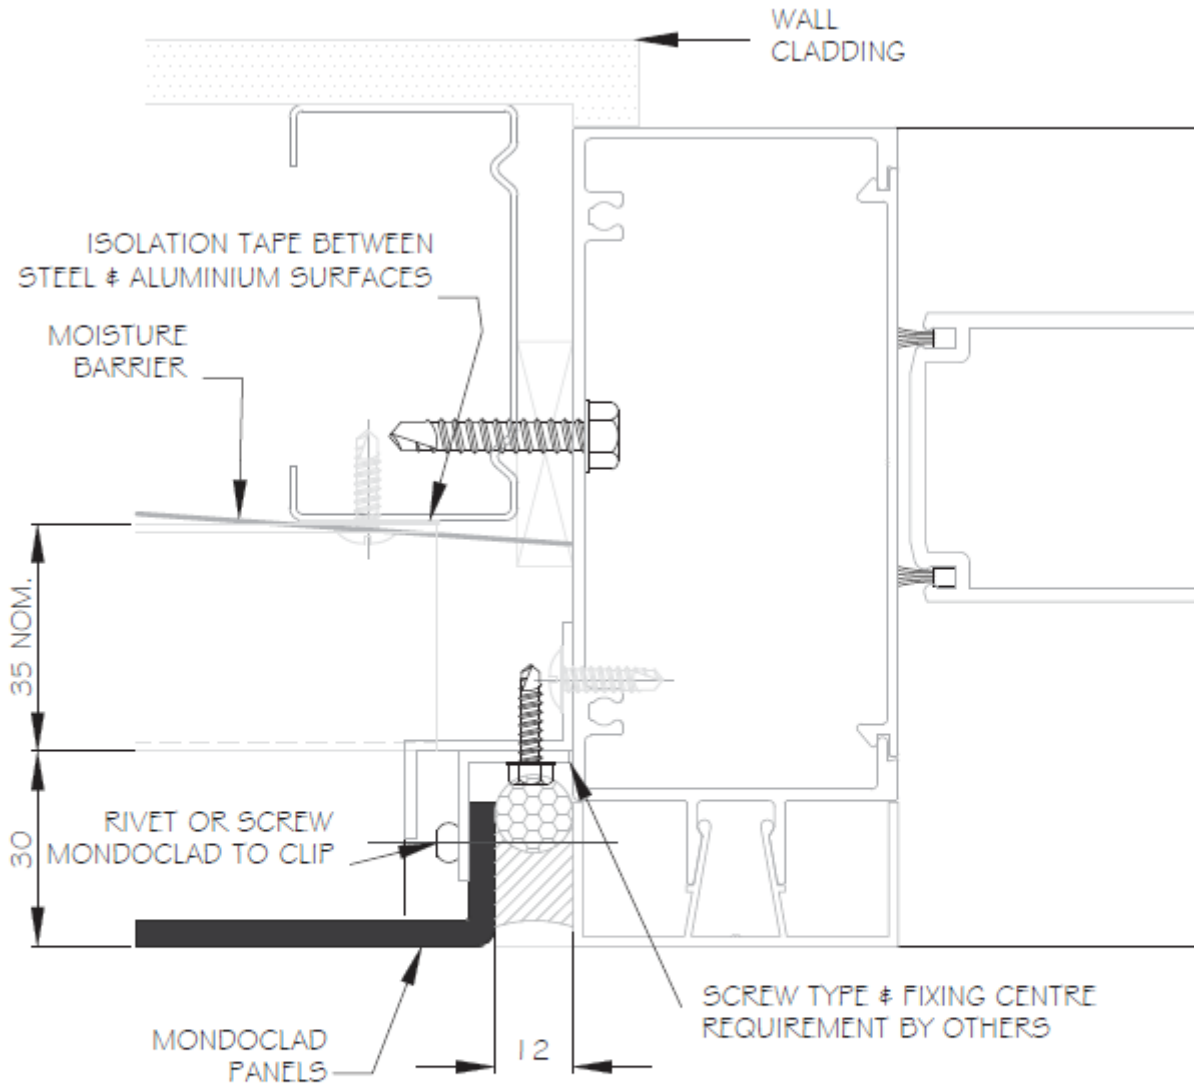 WALL
CLADDING
ISOLATION TAPE BETWEEN
STEEL & ALUMINIUM SURFACES
MOISTURE
BARRIER
35 NOM.
30
RIVET OR SCREW
MONDOCLAD TO CLIP
MONDOCLAD
PANELS
12
SCREW TYPE & FIXING CENTRE
REQUIREMENT BY OTHERS